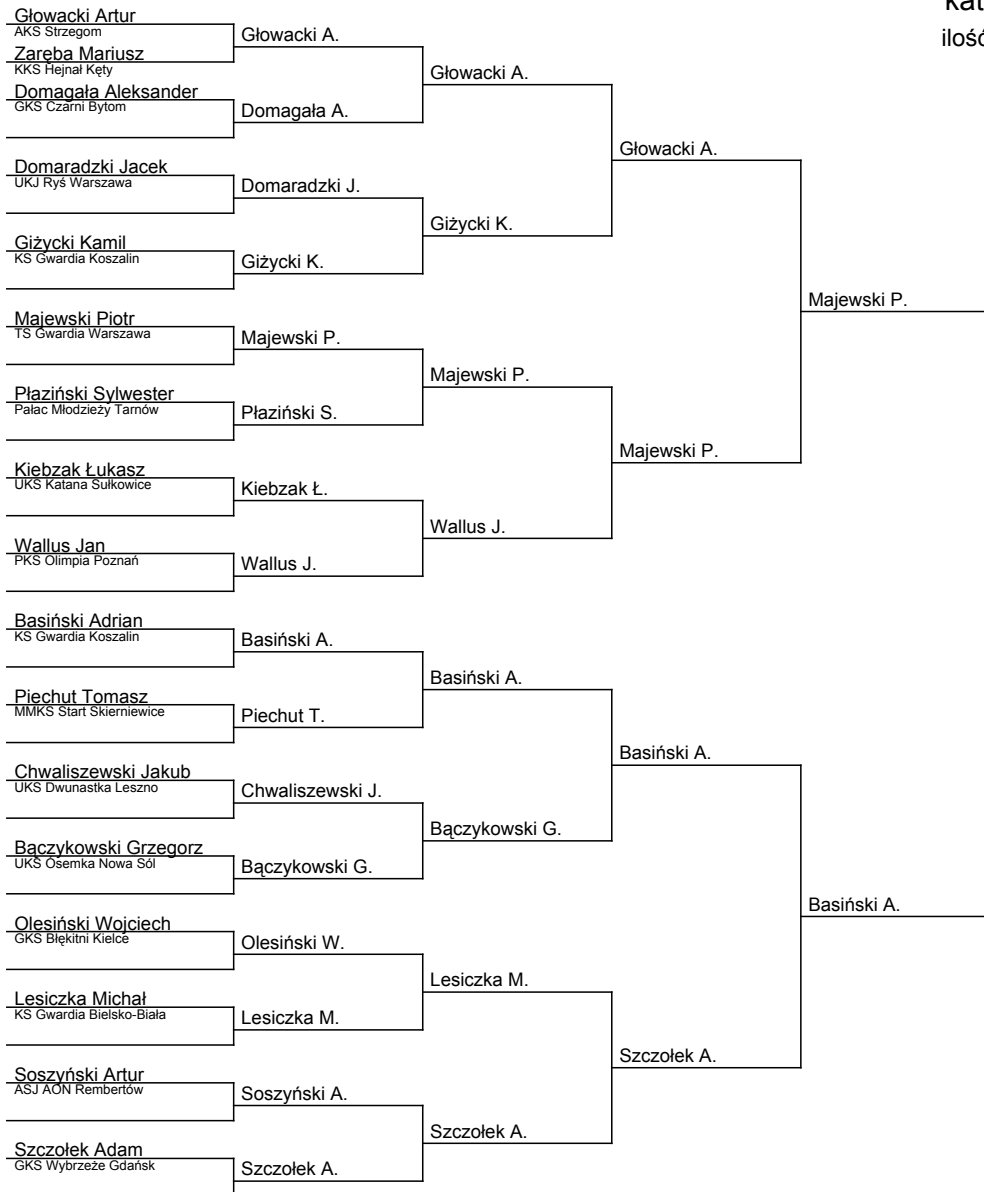 Głowacki Artur
AKS Strzegom
Zaręba Mariusz
KKS Hejnał Kęty
Domagała Aleksander
GKS Czarni Bytom
Domaradzki Jacek
UKJ Ryś Warszawa
Giżycki Kamil
KS Gwardia Koszalin
Majewski Piotr
TS Gwardia Warszawa
Płaziński Sylwester
Pałac Młodzieży Tarnów
Kiebzak Łukasz
UKS Katana Sułkowice
Wallus Jan
PKS Olimpia Poznań
Basiński Adrian
KS Gwardia Koszalin
Piechut Tomasz
MMKS Start Skierniewice
Chwaliszewski Jakub
UKS Dwunastka Leszno
Bączykowski Grzegorz
UKS Ósemka Nowa Sól
Olesiński Wojciech
GKS Błękitni Kielce
Lesiczka Michał
KS Gwardia Bielsko-Biała
Soszyński Artur
ASJ AON Rembertów
Szczołek Adam
GKS Wybrzeże Gdańsk
Głowacki A.
Domagała A.
Domaradzki J.
Giżycki K.
Majewski P.
Płaziński S.
Kiebzak Ł.
Wallus J.
Basiński A.
Piechut T.
Chwaliszewski J.
Bączykowski G.
Olesiński W.
Lesiczka M.
Soszyński A.
Szczołek A.
Głowacki A.
Giżycki K.
Majewski P.
Wallus J.
Basiński A.
Bączykowski G.
Lesiczka M.
Szczołek A.
Głowacki A.
Majewski P.
Basiński A.
Szczołek A.
Majewski P.
Basiński A.
kat
ilość